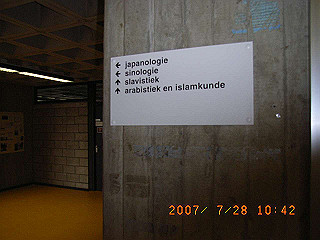 ← japanologie
← sinologie
↑ slavistiek
↑ arabistiek en islamkunde
2007/ 7/28 10:42